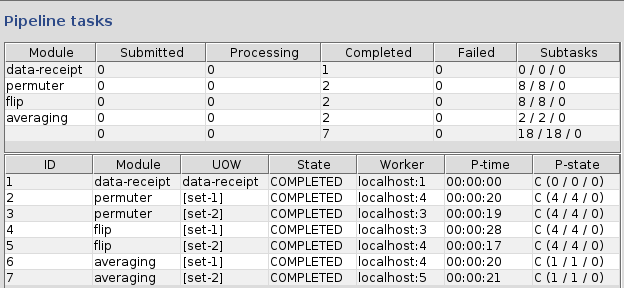 Pipeline tasks
Module Submitted Processing Completed Failed Subtasks
data-receipt 0 0 1 0 0 / 0 / 0
permuter 0 0 2 0 8 / 8 / 0
flip 0 0 2 0 8 / 8 / 0
averaging 0 0 2 0 2 / 2 / 0
0 0 7 0 18 / 18 / 0
ID Module UOW State Worker P-time P-state
1 data-receipt data-receipt COMPLETED localhost:1 00:00:00 C (0 / 0 / 0)
2 permuter [set-1] COMPLETED localhost:4 00:00:20 C (4 / 4 / 0)
3 permuter [set-2] COMPLETED localhost:3 00:00:19 C (4 / 4 / 0)
4 flip [set-1] COMPLETED localhost:3 00:00:28 C (4 / 4 / 0)
5 flip [set-2] COMPLETED localhost:4 00:00:17 C (4 / 4 / 0)
6 averaging [set-1] COMPLETED localhost:4 00:00:20 C (1 / 1 / 0)
7 averaging [set-2] COMPLETED localhost:5 00:00:21 C (1 / 1 / 0)